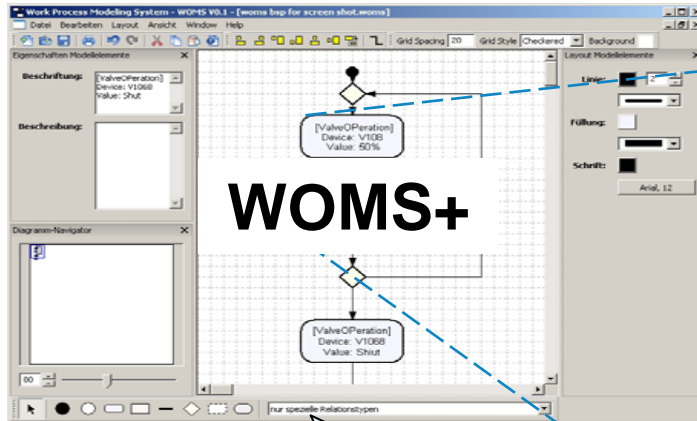 Work Process Modeling System - WOMS V0.1 - [woms bsp for screen shot.woms]
Datei Bearbeiten Layout Ansicht Window Help
Grid Spacing 20 Grid Style Checkered Background
Eigenschaften Modellelemente
Beschriftung:
[ValveOPeration]
Device: V1068
Value: Shut
Beschreibung:
Diagramm-Navigator
80
[ValveOPeration]
Device: V108
Value: 50%
WOMS+
[ValveOPeration]
Device: V1068
Value: Shiut
Layout Modellelemente
Linie: 2
Füllung:
Schrift:
Arial, 12
nur spezielle Relationstypen